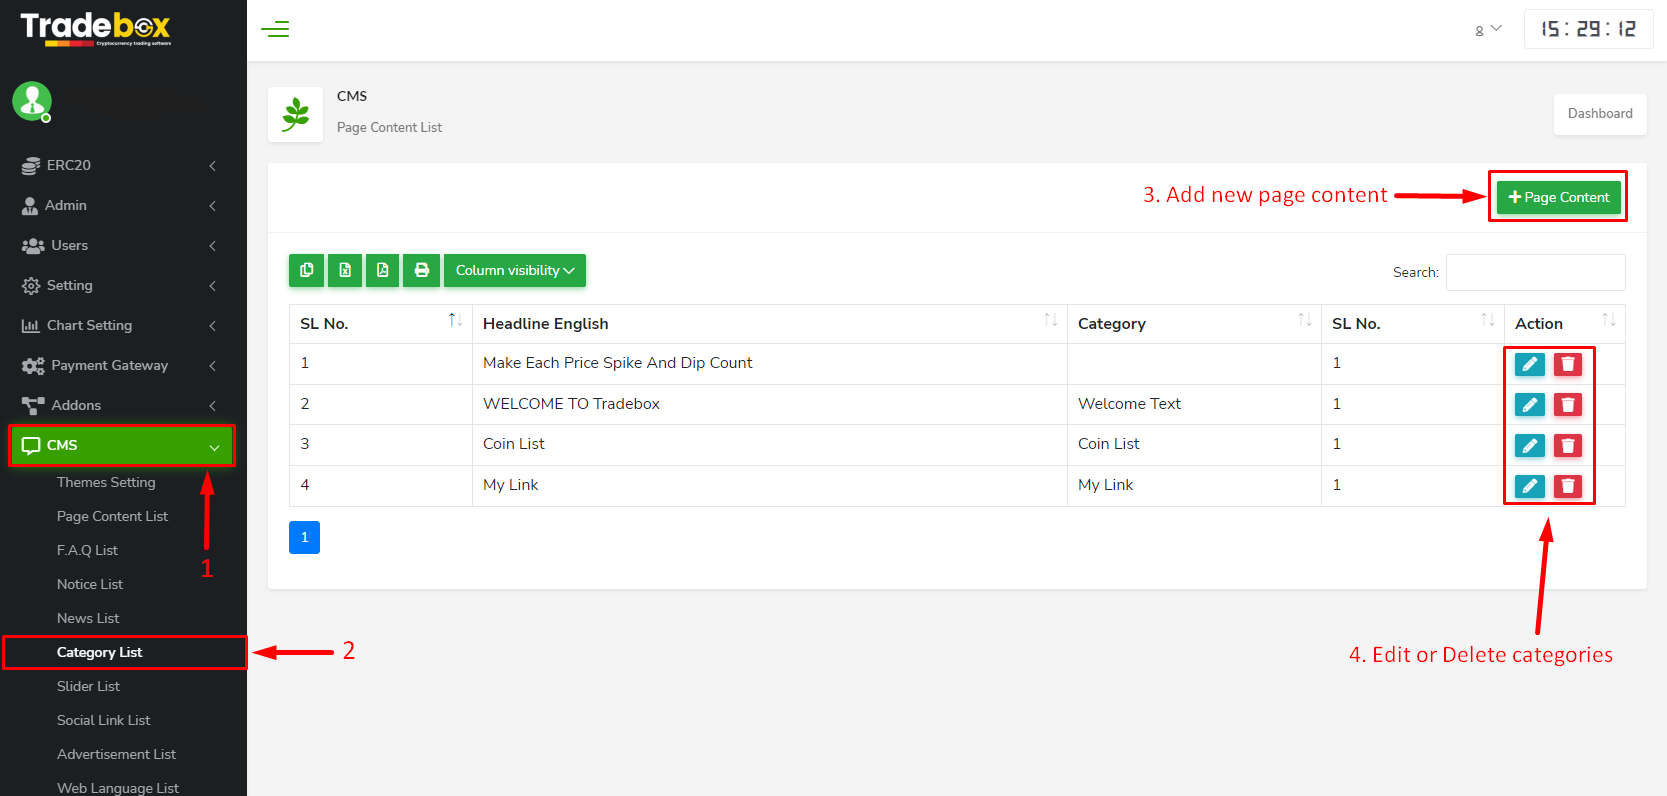 Tradebox
Cryptocurrency trading software
15:29:12
CMS
Page Content List
Dashboard
ERC20
Admin
Users
Setting
Chart Setting
Payment Gateway
Addons
CMS
Themes Setting
Page Content List
F.A.Q List
Notice List
News List
Category List
Slider List
Social Link List
Advertisement List
Web Language List
1
2
3. Add new page content
+ Page Content
Column visibility
Search:
SL No. Headline English Category SL No. Action
1 Make Each Price Spike And Dip Count 1
2 WELCOME TO Tradebox Welcome Text 1
3 Coin List Coin List 1
4 My Link My Link 1
1
4. Edit or Delete categories